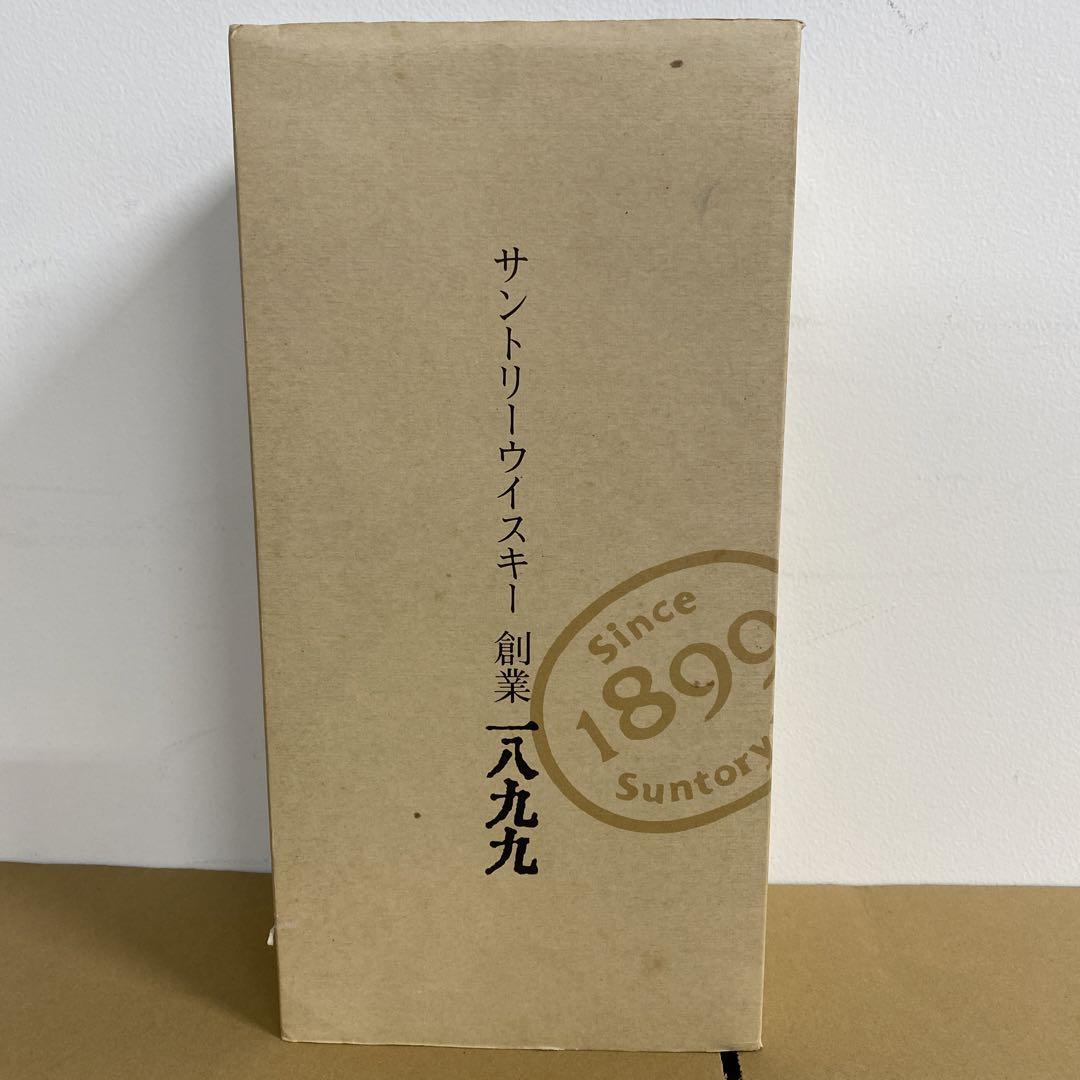 サントリーウイスキー 創業一八九九
Since
1899
Suntory